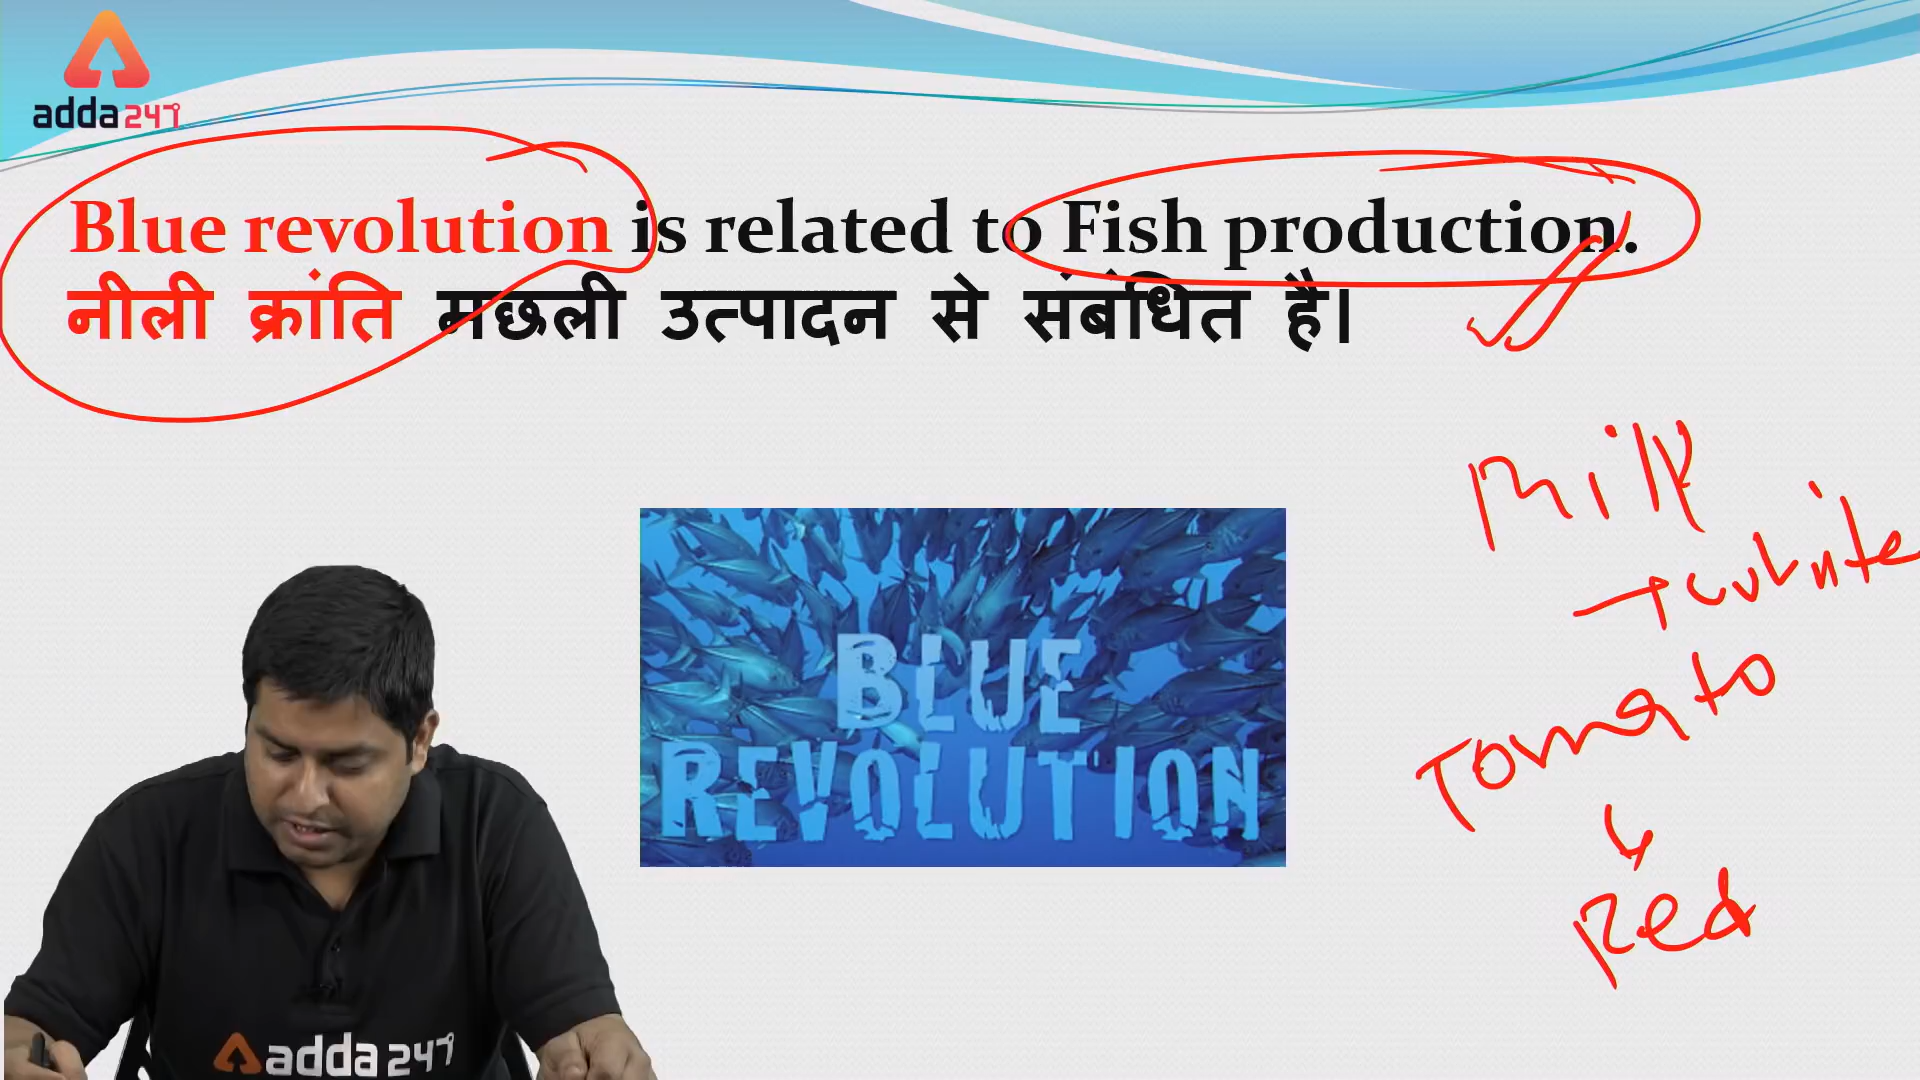 adda247
Blue revolution is related to Fish production.
नीली क्रांति मछली उत्पादन से संबंधित है।
Milk
→ white
BLUE
REVOLUTION
Tomato
Red
adda247